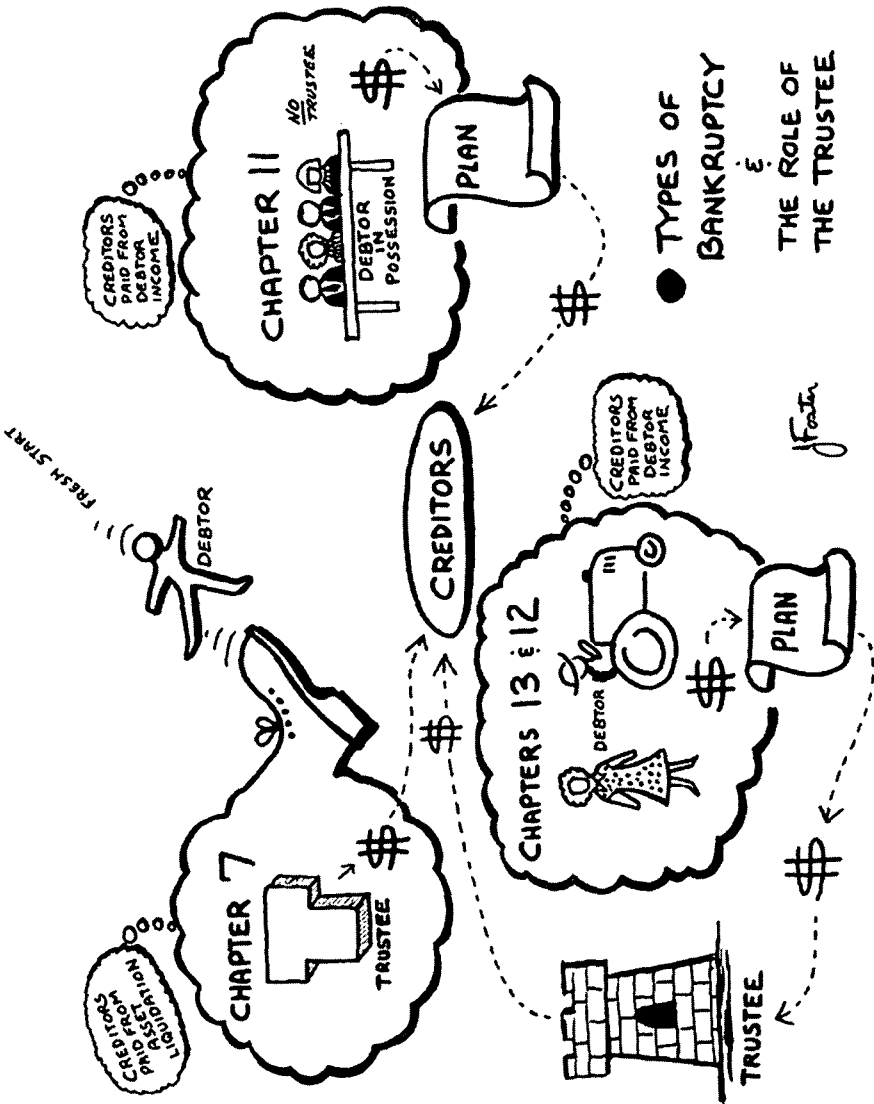 CREDITORS
PAID FROM
ASSET
LIQUIDATION
CHAPTER 7
TRUSTEE
$
DEBTOR
FRESH START
CREDITORS
PAID FROM
DEBTOR
INCOME
CHAPTER 11
NO
TRUSTEE
DEBTOR
IN
POSSESSION
$
PLAN
$
CREDITORS
$
CHAPTERS 13 & 12
DEBTOR
$
PLAN
CREDITORS
PAID FROM
DEBTOR
INCOME
$
TRUSTEE
● TYPES OF
BANKRUPTCY
&
THE ROLE OF
THE TRUSTEE
JFoster